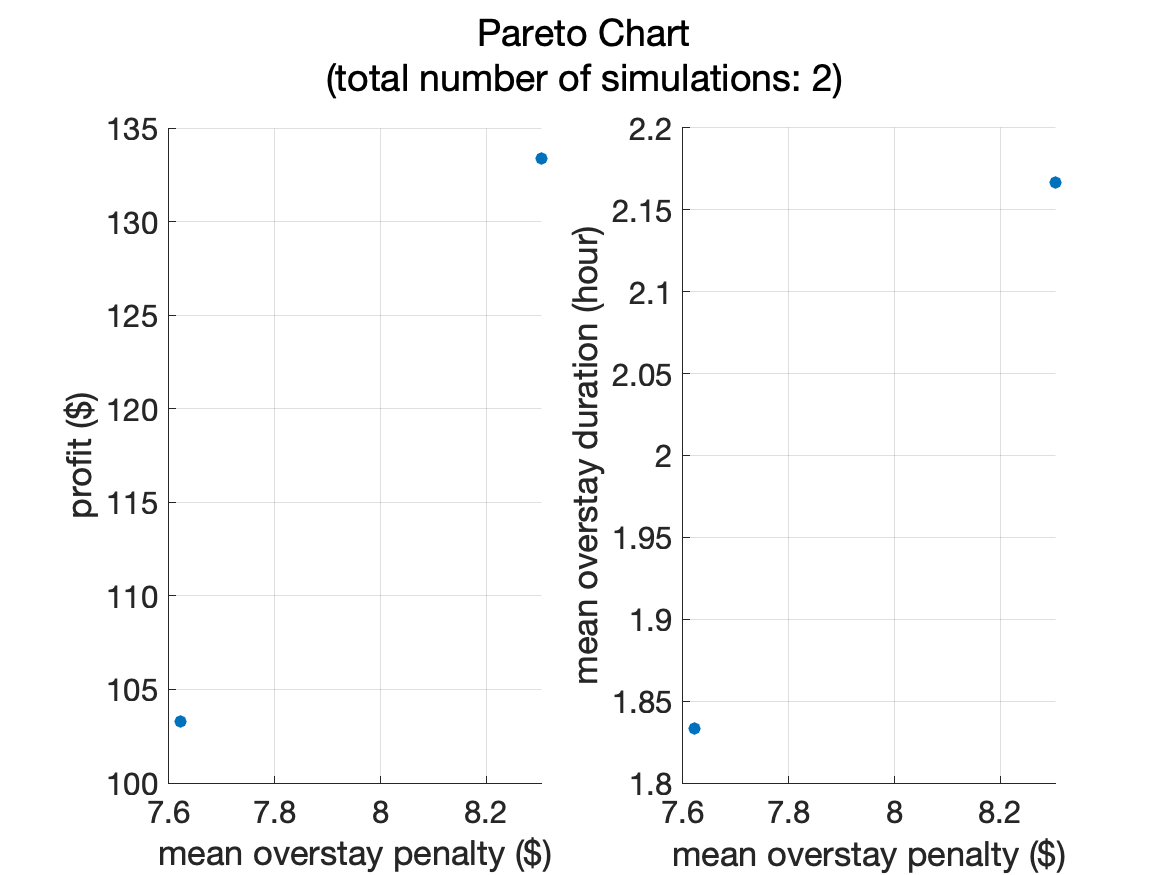 Pareto Chart
(total number of simulations: 2)
135
130
125
120
115
110
105
100
profit ($)
7.6 7.8 8 8.2
mean overstay penalty ($)
2.2
2.15
2.1
2.05
2
1.95
1.9
1.85
1.8
mean overstay duration (hour)
7.6 7.8 8 8.2
mean overstay penalty ($)